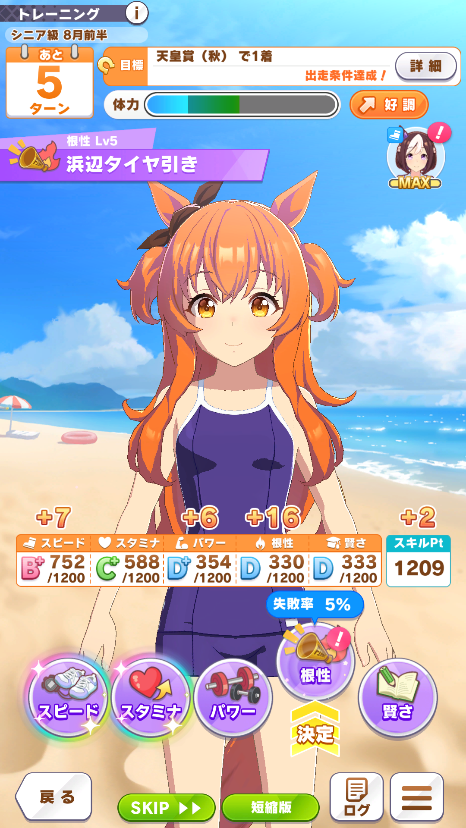 トレーニング i
シニア級 8月前半
あと
5
ターン
目標
天皇賞（秋） で1着
出走条件達成！
詳細
体力
好調
根性 Lv5
浜辺タイヤ引き
!
MAX
+7 +6 +16 +2
スピード スタミナ パワー 根性 賢さ スキルPt
B+ 752 /1200 C+ 588 /1200 D+ 354 /1200 D 330 /1200 D 333 /1200 1209
失敗率 5%
!
スピード スタミナ パワー 根性 賢さ
決定
戻る SKIP 短縮版 ログ